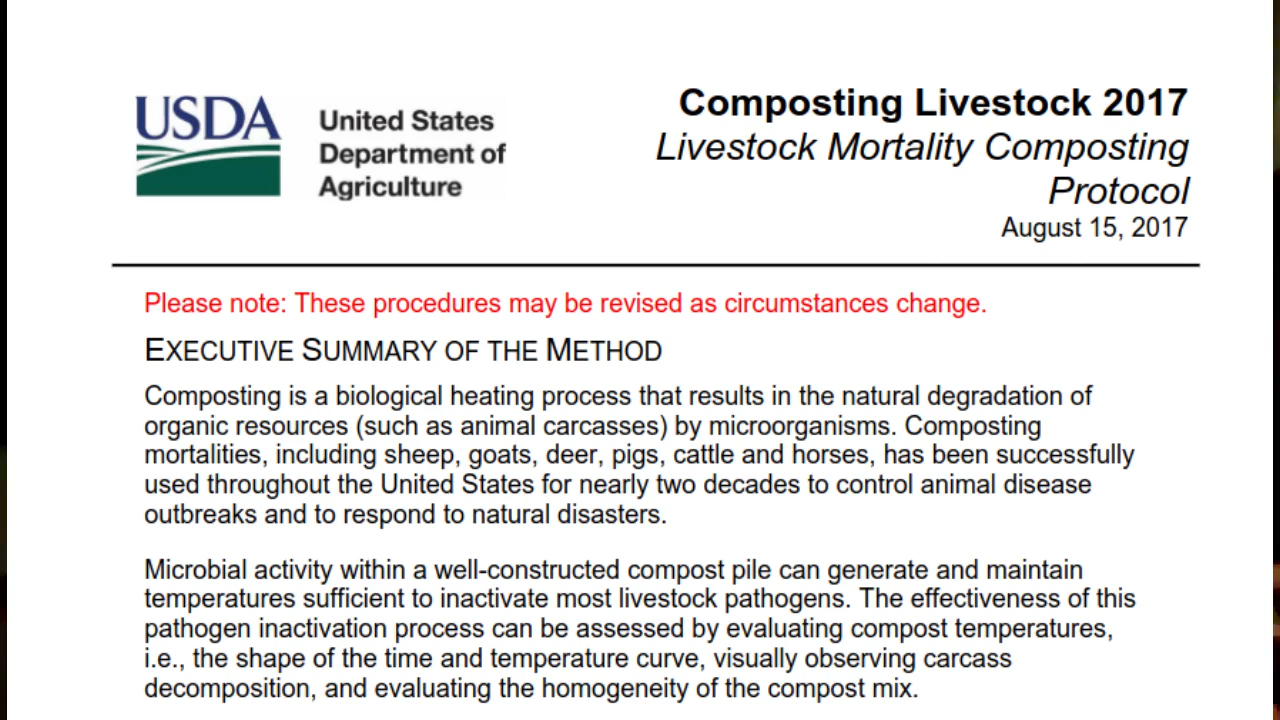 USDA
United States
Department of
Agriculture
Composting Livestock 2017
Livestock Mortality Composting
Protocol
August 15, 2017
Please note: These procedures may be revised as circumstances change.
EXECUTIVE SUMMARY OF THE METHOD
Composting is a biological heating process that results in the natural degradation of
organic resources (such as animal carcasses) by microorganisms. Composting
mortalities, including sheep, goats, deer, pigs, cattle and horses, has been successfully
used throughout the United States for nearly two decades to control animal disease
outbreaks and to respond to natural disasters.
Microbial activity within a well-constructed compost pile can generate and maintain
temperatures sufficient to inactivate most livestock pathogens. The effectiveness of this
pathogen inactivation process can be assessed by evaluating compost temperatures,
i.e., the shape of the time and temperature curve, visually observing carcass
decomposition, and evaluating the homogeneity of the compost mix.